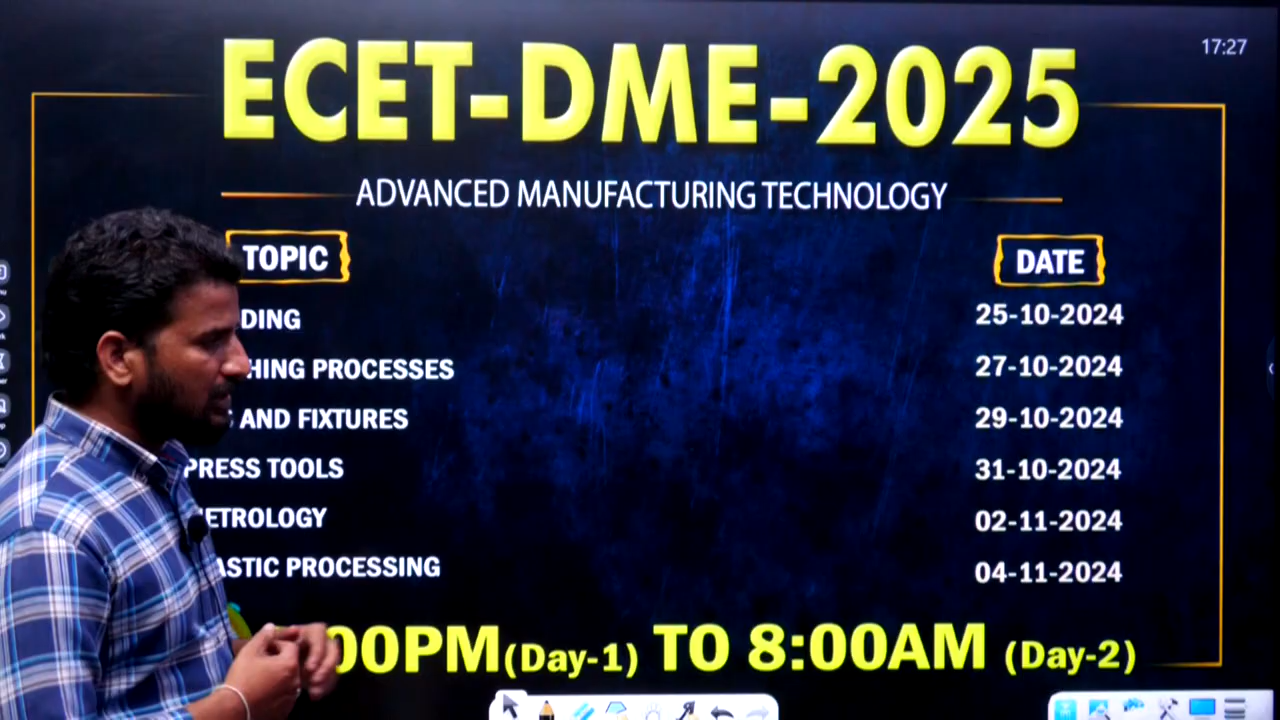 17:27
ECET-DME-2025
ADVANCED MANUFACTURING TECHNOLOGY
TOPIC DATE
DING 25-10-2024
HING PROCESSES 27-10-2024
AND FIXTURES 29-10-2024
PRESS TOOLS 31-10-2024
ETROLOGY 02-11-2024
ASTIC PROCESSING 04-11-2024
00PM(Day-1) TO 8:00AM (Day-2)